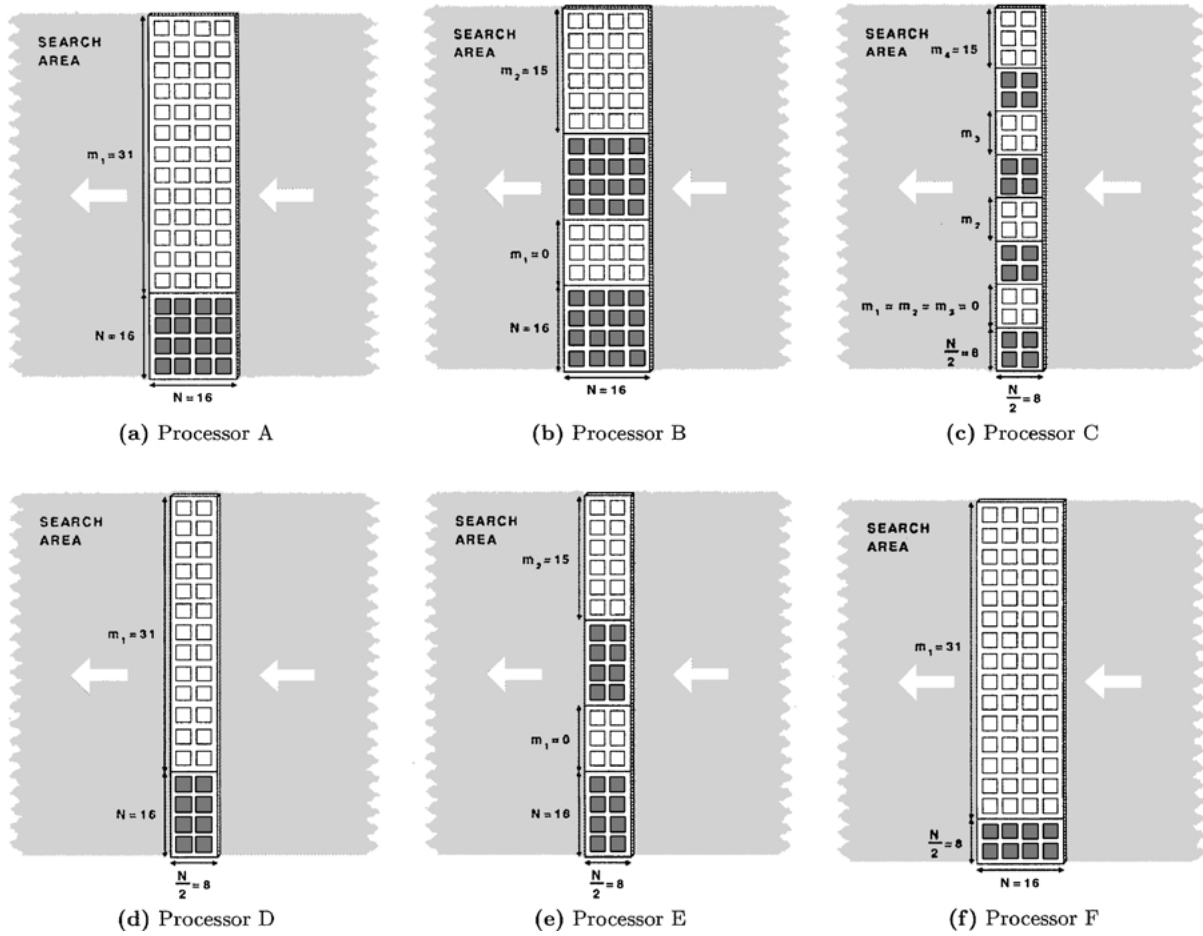 SEARCH
AREA
m₁ = 31
N = 16
N = 16
(a) Processor A
SEARCH AREA
m₂ = 15
m₁ = 0
N = 16
N = 16
(b) Processor B
SEARCH
AREA
m₄ = 15
m₃
m₂
m₁ = m₂ = m₃ = 0
N/2 = 8
N/2 = 8
(c) Processor C
SEARCH
AREA
m₁ = 31
N = 16
N/2 = 8
(d) Processor D
SEARCH
AREA
m₂ = 15
m₁ = 0
N = 16
N/2 = 8
(e) Processor E
SEARCH
AREA
m₁ = 31
N/2 = 8
N = 16
(f) Processor F